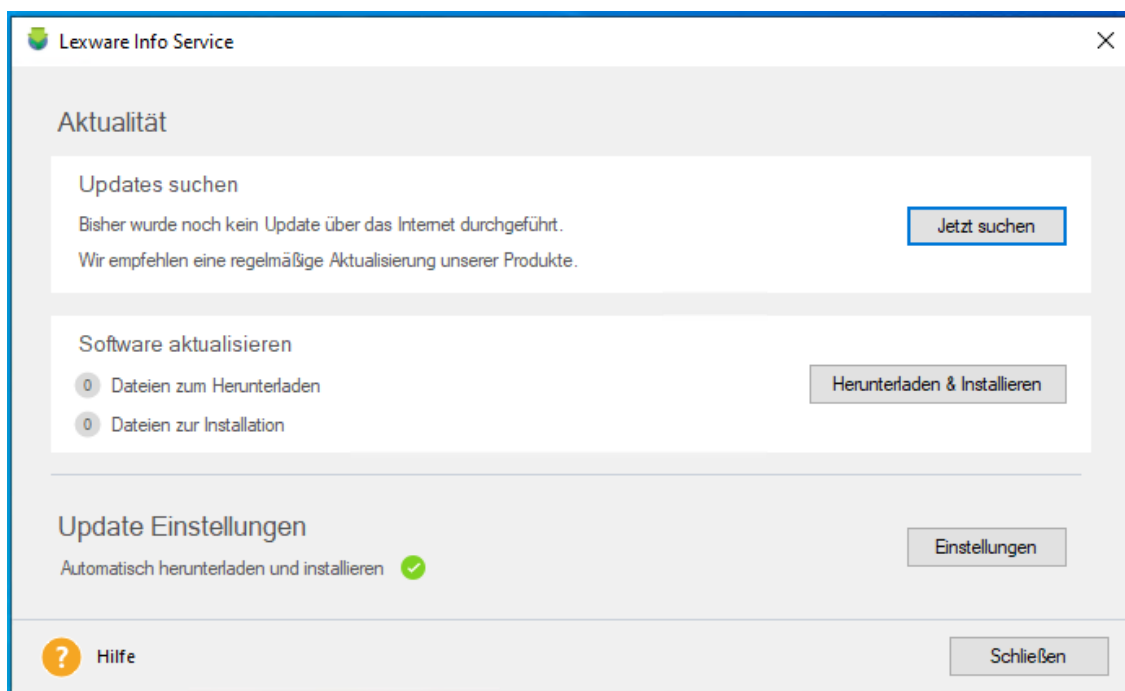 Lexware Info Service
Aktualität
Updates suchen
Bisher wurde noch kein Update über das Internet durchgeführt.
Jetzt suchen
Wir empfehlen eine regelmäßige Aktualisierung unserer Produkte.
Software aktualisieren
0 Dateien zum Herunterladen
Herunterladen & Installieren
0 Dateien zur Installation
Update Einstellungen
Einstellungen
Automatisch herunterladen und installieren
? Hilfe
Schließen